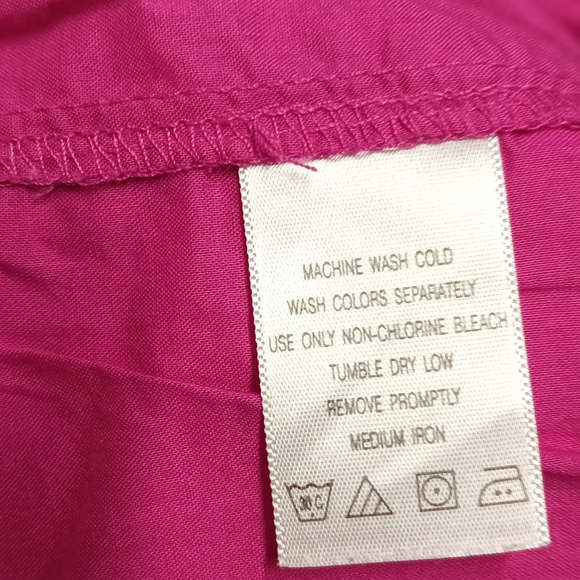 MACHINE WASH COLD
WASH COLORS SEPARATELY
USE ONLY NON-CHLORINE BLEACH
TUMBLE DRY LOW
REMOVE PROMPTLY
MEDIUM IRON
30 C